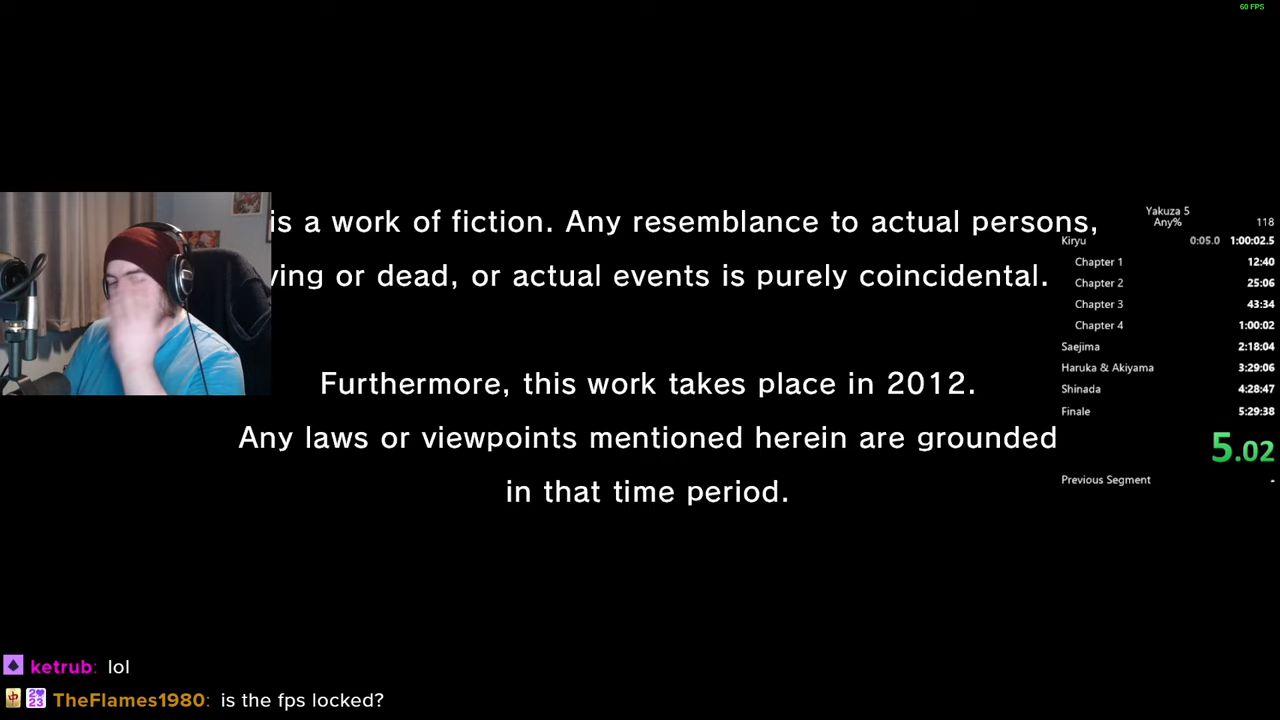 60 FPS
is a work of fiction. Any resemblance to actual persons,
ving or dead, or actual events is purely coincidental.
Furthermore, this work takes place in 2012.
Any laws or viewpoints mentioned herein are grounded
in that time period.
Yakuza 5
Any% 118
Kiryu 0:05.0 1:00:02.5
Chapter 1 12:40
Chapter 2 25:06
Chapter 3 43:34
Chapter 4 1:00:02
Saejima 2:18:04
Haruka & Akiyama 3:29:06
Shinada 4:28:47
Finale 5:29:38
5.02
Previous Segment -
ketrub: lol
2 23 TheFlames1980: is the fps locked?